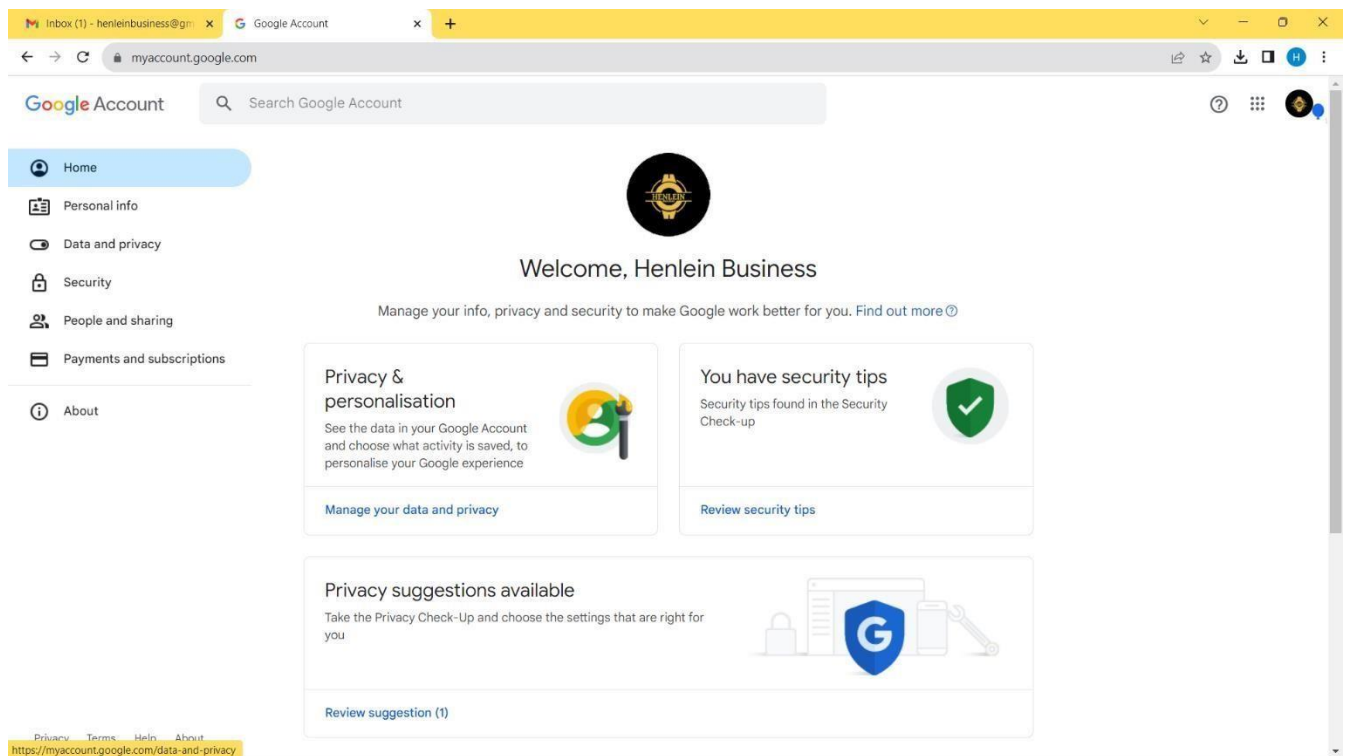 Inbox (1) - henleinbusiness@gm
Google Account
myaccount.google.com
H
Google Account
Search Google Account
Home
Personal info
Data and privacy
Security
People and sharing
Payments and subscriptions
About
HENLEIN
Welcome, Henlein Business
Manage your info, privacy and security to make Google work better for you. Find out more
Privacy &
personalisation
See the data in your Google Account
and choose what activity is saved, to
personalise your Google experience
Manage your data and privacy
You have security tips
Security tips found in the Security
Check-up
Review security tips
Privacy suggestions available
Take the Privacy Check-Up and choose the settings that are right for
you
G
Review suggestion (1)
Privacy Terms Help About
https://myaccount.google.com/data-and-privacy